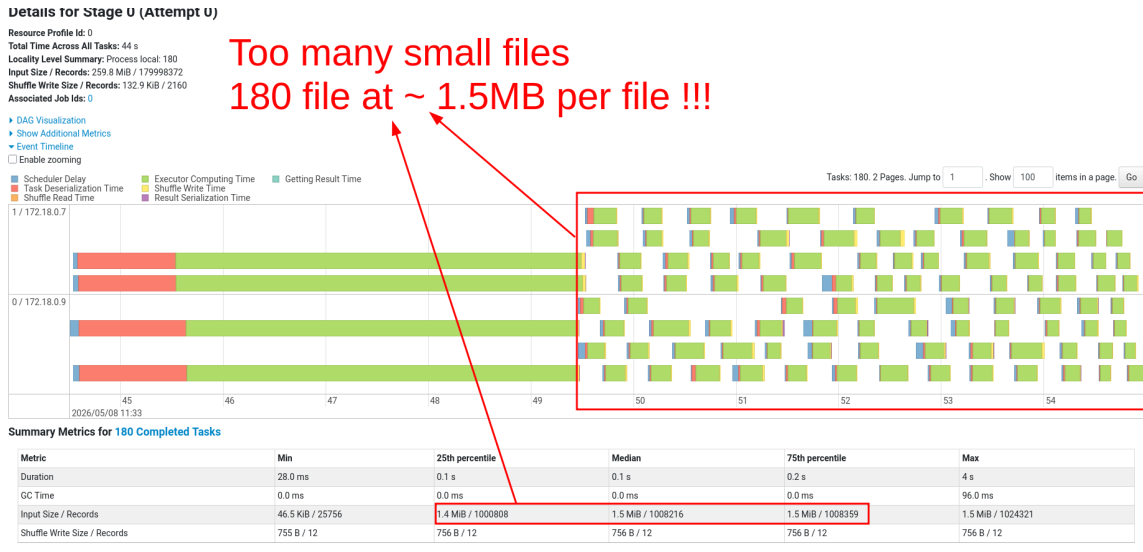 Details for Stage 0 (Attempt 0)
Resource Profile Id: 0
Total Time Across All Tasks: 44 s
Locality Level Summary: Process local: 180
Input Size / Records: 259.8 MiB / 179998372
Shuffle Write Size / Records: 132.9 KiB / 2160
Associated Job Ids: 0
Too many small files
180 file at ~ 1.5MB per file !!!
DAG Visualization
Show Additional Metrics
Event Timeline
Enable zooming
Scheduler Delay Executor Computing Time Getting Result Time
Task Deserialization Time Shuffle Write Time
Shuffle Read Time Result Serialization Time
Tasks: 180. 2 Pages. Jump to 1 . Show 100 items in a page. Go
1 / 172.18.0.7
0 / 172.18.0.9
45 46 47 48 49 50 51 52 53 54
2026/05/08 11:33
Summary Metrics for 180 Completed Tasks
Metric Min 25th percentile Median 75th percentile Max
Duration 28.0 ms 0.1 s 0.1 s 0.2 s 4 s
GC Time 0.0 ms 0.0 ms 0.0 ms 0.0 ms 96.0 ms
Input Size / Records 46.5 KiB / 25756 1.4 MiB / 1000808 1.5 MiB / 1008216 1.5 MiB / 1008359 1.5 MiB / 1024321
Shuffle Write Size / Records 755 B / 12 756 B / 12 756 B / 12 756 B / 12 756 B / 12